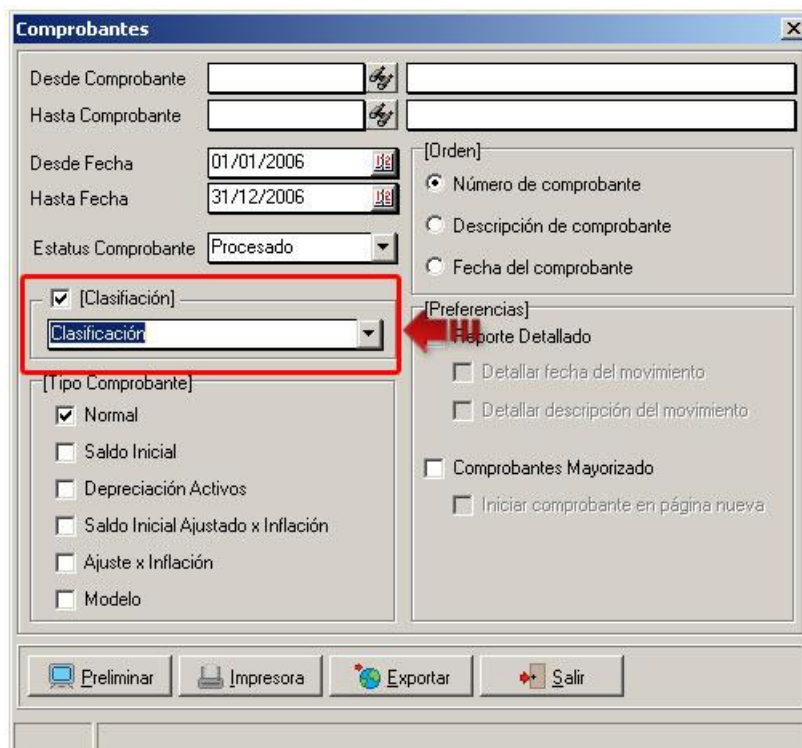 Comprobantes
Desde Comprobante
Hasta Comprobante
Desde Fecha 01/01/2006
Hasta Fecha 31/12/2006
Estatus Comprobante Procesado
[Clasifiación]
Clasificación
[Tipo Comprobante]
Normal
Saldo Inicial
Depreciación Activos
Saldo Inicial Ajustado x Inflación
Ajuste x Inflación
Modelo
[Orden]
Número de comprobante
Descripción de comprobante
Fecha del comprobante
[Preferencias]
Reporte Detallado
Detallar fecha del movimiento
Detallar descripción del movimiento
Comprobantes Mayorizado
Iniciar comprobante en página nueva
Preliminar Impresora Exportar Salir